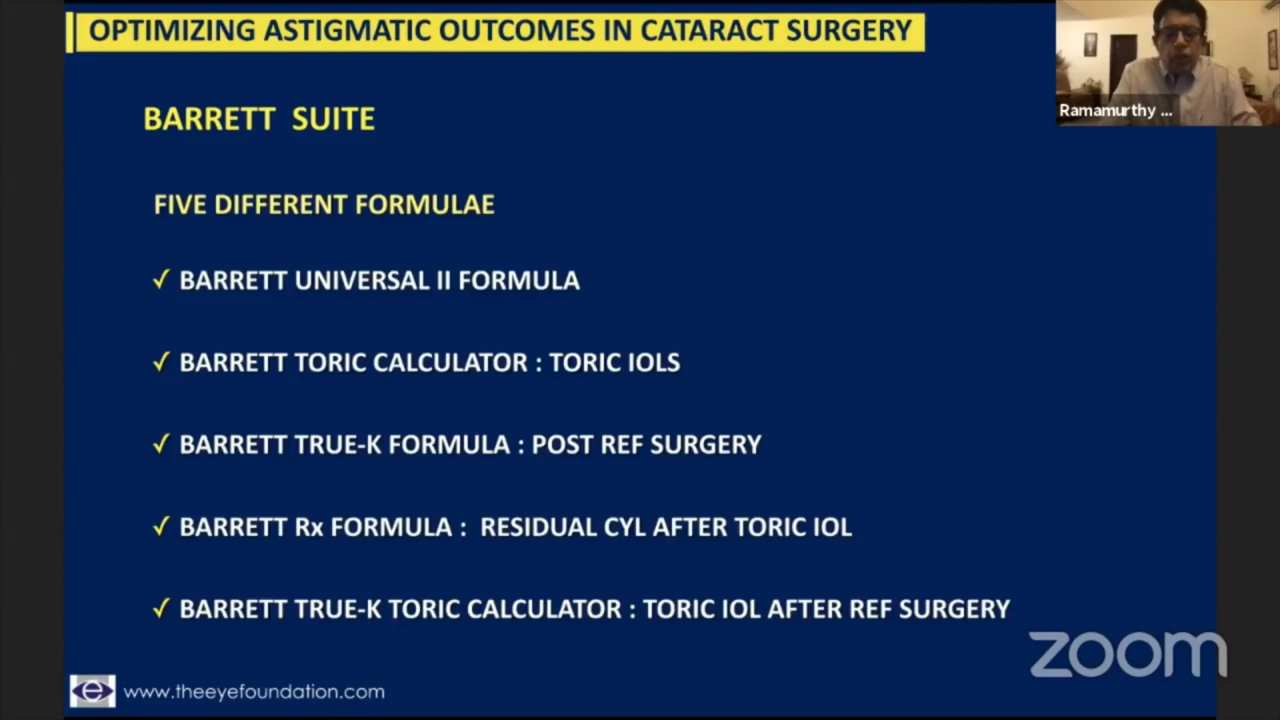 OPTIMIZING ASTIGMATIC OUTCOMES IN CATARACT SURGERY
Ramamurthy ...
BARRETT SUITE
FIVE DIFFERENT FORMULAE
✓ BARRETT UNIVERSAL II FORMULA
✓ BARRETT TORIC CALCULATOR : TORIC IOLS
✓ BARRETT TRUE-K FORMULA : POST REF SURGERY
✓ BARRETT Rx FORMULA : RESIDUAL CYL AFTER TORIC IOL
✓ BARRETT TRUE-K TORIC CALCULATOR : TORIC IOL AFTER REF SURGERY
zoom
e www.theeyefoundation.com